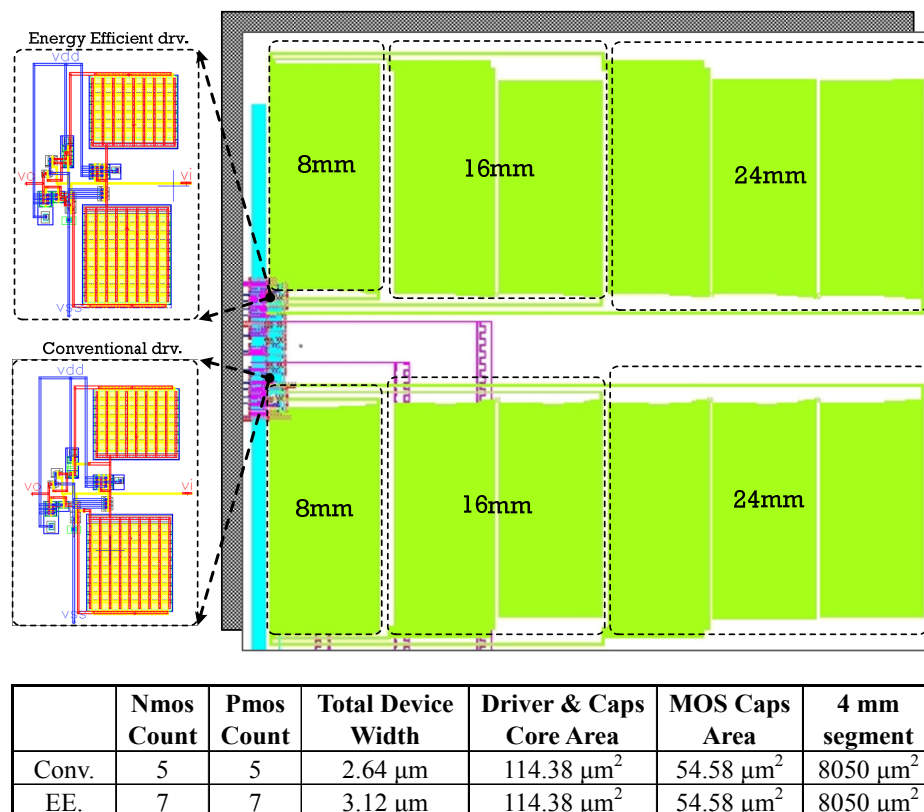 Energy Efficient drv.
vdd
vo
vi
vss
8mm
16mm
24mm
Conventional drv.
vdd
vo
vi
vss
8mm
16mm
24mm
Nmos Count Pmos Count Total Device Width Driver & Caps Core Area MOS Caps Area 4 mm segment
Conv. 5 5 2.64 μm 114.38 μm² 54.58 μm² 8050 μm²
EE. 7 7 3.12 μm 114.38 μm² 54.58 μm² 8050 μm²